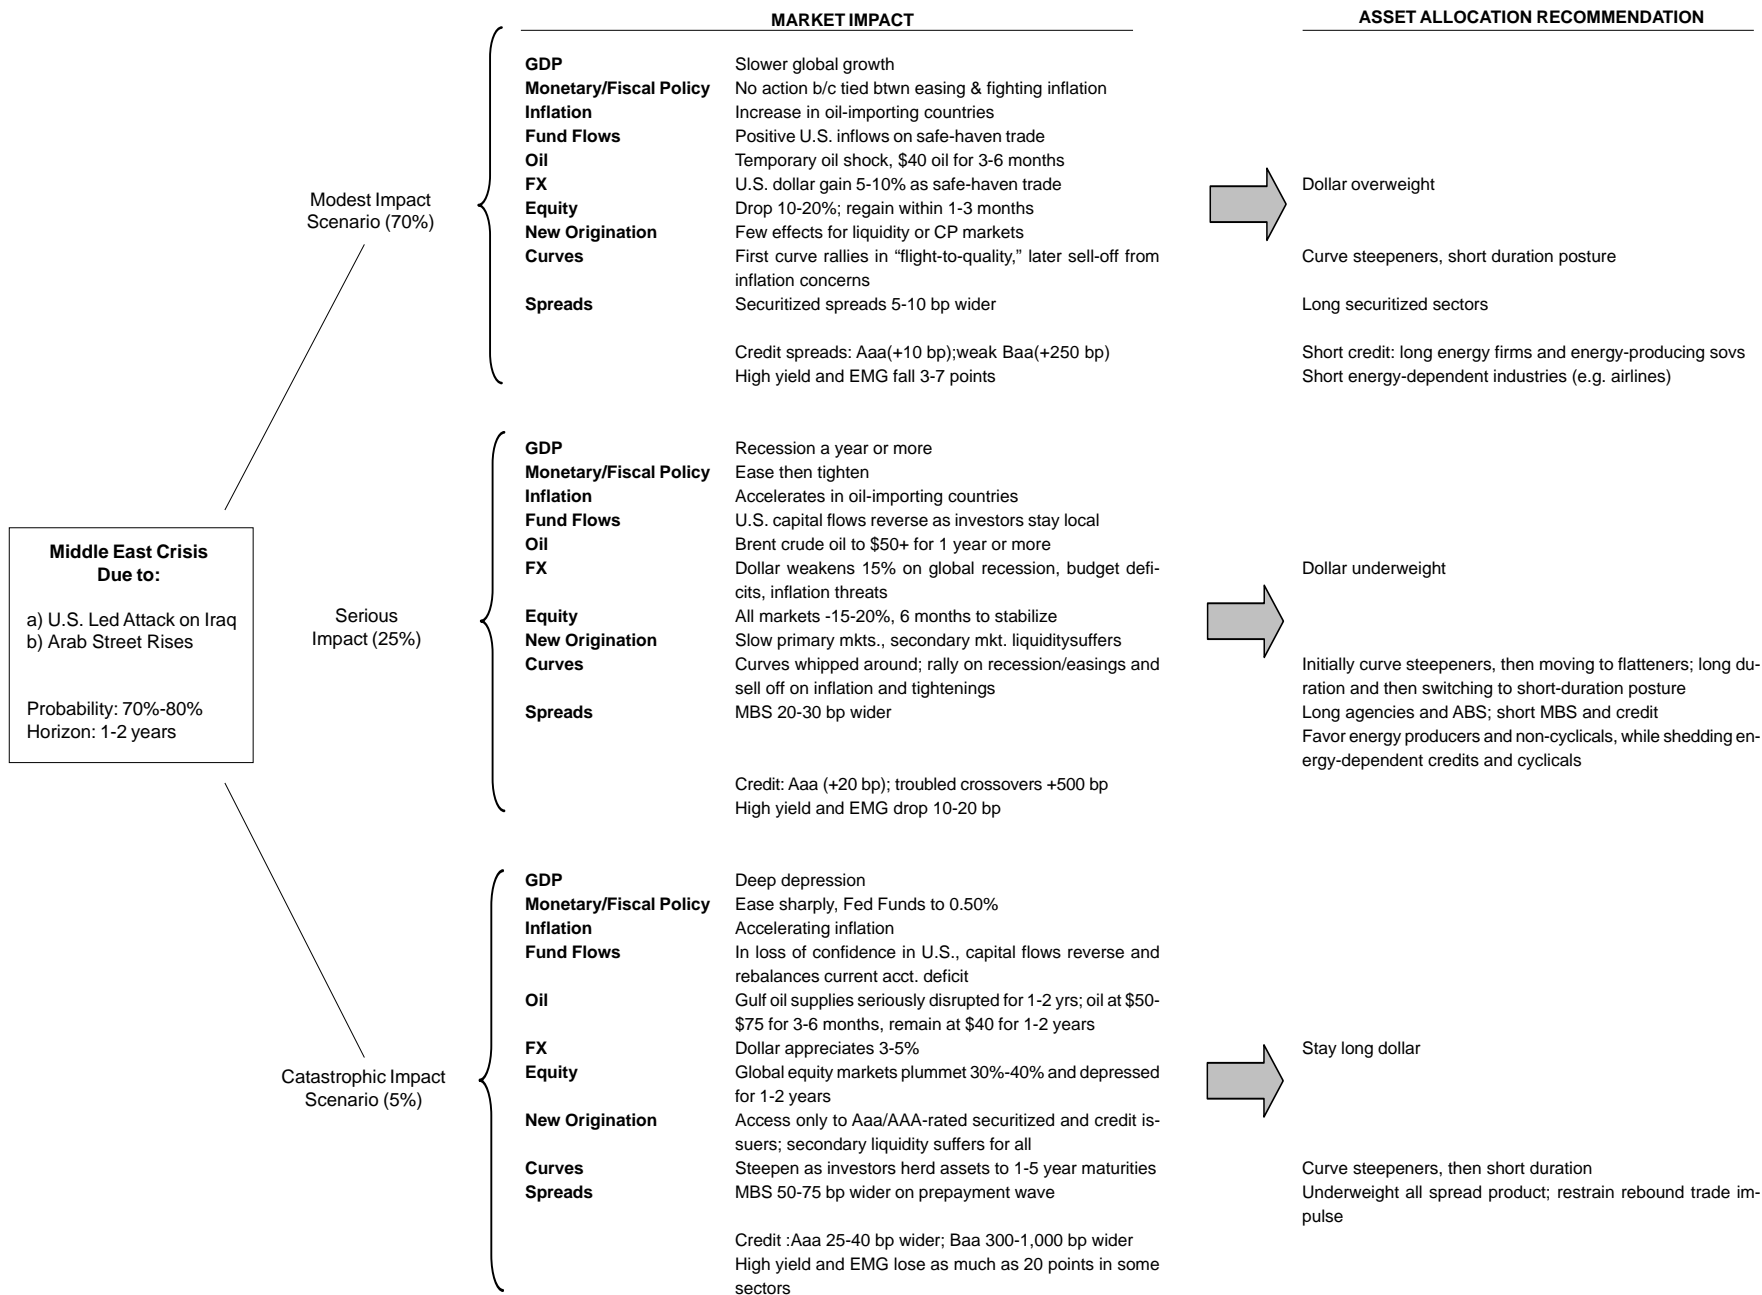 MARKET IMPACT
ASSET ALLOCATION RECOMMENDATION
Modest Impact
Scenario (70%)
GDP Slower global growth
Monetary/Fiscal Policy No action b/c tied btwn easing & fighting inflation
Inflation Increase in oil-importing countries
Fund Flows Positive U.S. inflows on safe-haven trade
Oil Temporary oil shock, $40 oil for 3-6 months
FX U.S. dollar gain 5-10% as safe-haven trade Dollar overweight
Equity Drop 10-20%; regain within 1-3 months
New Origination Few effects for liquidity or CP markets
Curves First curve rallies in “flight-to-quality,” later sell-off from Curve steepeners, short duration posture
inflation concerns
Spreads Securitized spreads 5-10 bp wider Long securitized sectors
Credit spreads: Aaa(+10 bp);weak Baa(+250 bp) Short credit: long energy firms and energy-producing sovs
High yield and EMG fall 3-7 points Short energy-dependent industries (e.g. airlines)
Middle East Crisis
Due to:
a) U.S. Led Attack on Iraq
b) Arab Street Rises
Probability: 70%-80%
Horizon: 1-2 years
Serious
Impact (25%)
GDP Recession a year or more
Monetary/Fiscal Policy Ease then tighten
Inflation Accelerates in oil-importing countries
Fund Flows U.S. capital flows reverse as investors stay local
Oil Brent crude oil to $50+ for 1 year or more
FX Dollar weakens 15% on global recession, budget defi- Dollar underweight
cits, inflation threats
Equity All markets -15-20%, 6 months to stabilize
New Origination Slow primary mkts., secondary mkt. liquiditysuffers
Curves Curves whipped around; rally on recession/easings and Initially curve steepeners, then moving to flatteners; long du-
sell off on inflation and tightenings ration and then switching to short-duration posture
Spreads MBS 20-30 bp wider Long agencies and ABS; short MBS and credit
Favor energy producers and non-cyclicals, while shedding en-
ergy-dependent credits and cyclicals
Credit: Aaa (+20 bp); troubled crossovers +500 bp
High yield and EMG drop 10-20 bp
Catastrophic Impact
Scenario (5%)
GDP Deep depression
Monetary/Fiscal Policy Ease sharply, Fed Funds to 0.50%
Inflation Accelerating inflation
Fund Flows In loss of confidence in U.S., capital flows reverse and
rebalances current acct. deficit
Oil Gulf oil supplies seriously disrupted for 1-2 yrs; oil at $50-
$75 for 3-6 months, remain at $40 for 1-2 years
FX Dollar appreciates 3-5% Stay long dollar
Equity Global equity markets plummet 30%-40% and depressed
for 1-2 years
New Origination Access only to Aaa/AAA-rated securitized and credit is-
suers; secondary liquidity suffers for all
Curves Steepen as investors herd assets to 1-5 year maturities Curve steepeners, then short duration
Spreads MBS 50-75 bp wider on prepayment wave Underweight all spread product; restrain rebound trade im-
pulse
Credit :Aaa 25-40 bp wider; Baa 300-1,000 bp wider
High yield and EMG lose as much as 20 points in some
sectors